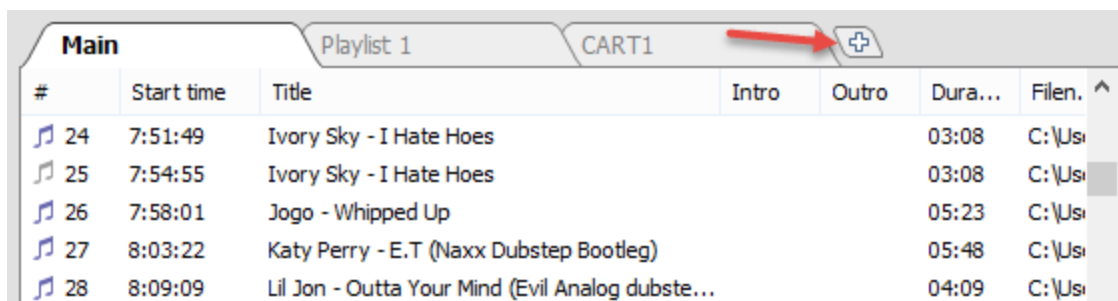 Main Playlist 1 CART1
# Start time Title Intro Outro Dura... Filen.
24 7:51:49 Ivory Sky - I Hate Hoes 03:08 C:\Us
25 7:54:55 Ivory Sky - I Hate Hoes 03:08 C:\Us
26 7:58:01 Jogo - Whipped Up 05:23 C:\Us
27 8:03:22 Katy Perry - E.T (Naxx Dubstep Bootleg) 05:48 C:\Us
28 8:09:09 Lil Jon - Outta Your Mind (Evil Analog dubste... 04:09 C:\Us